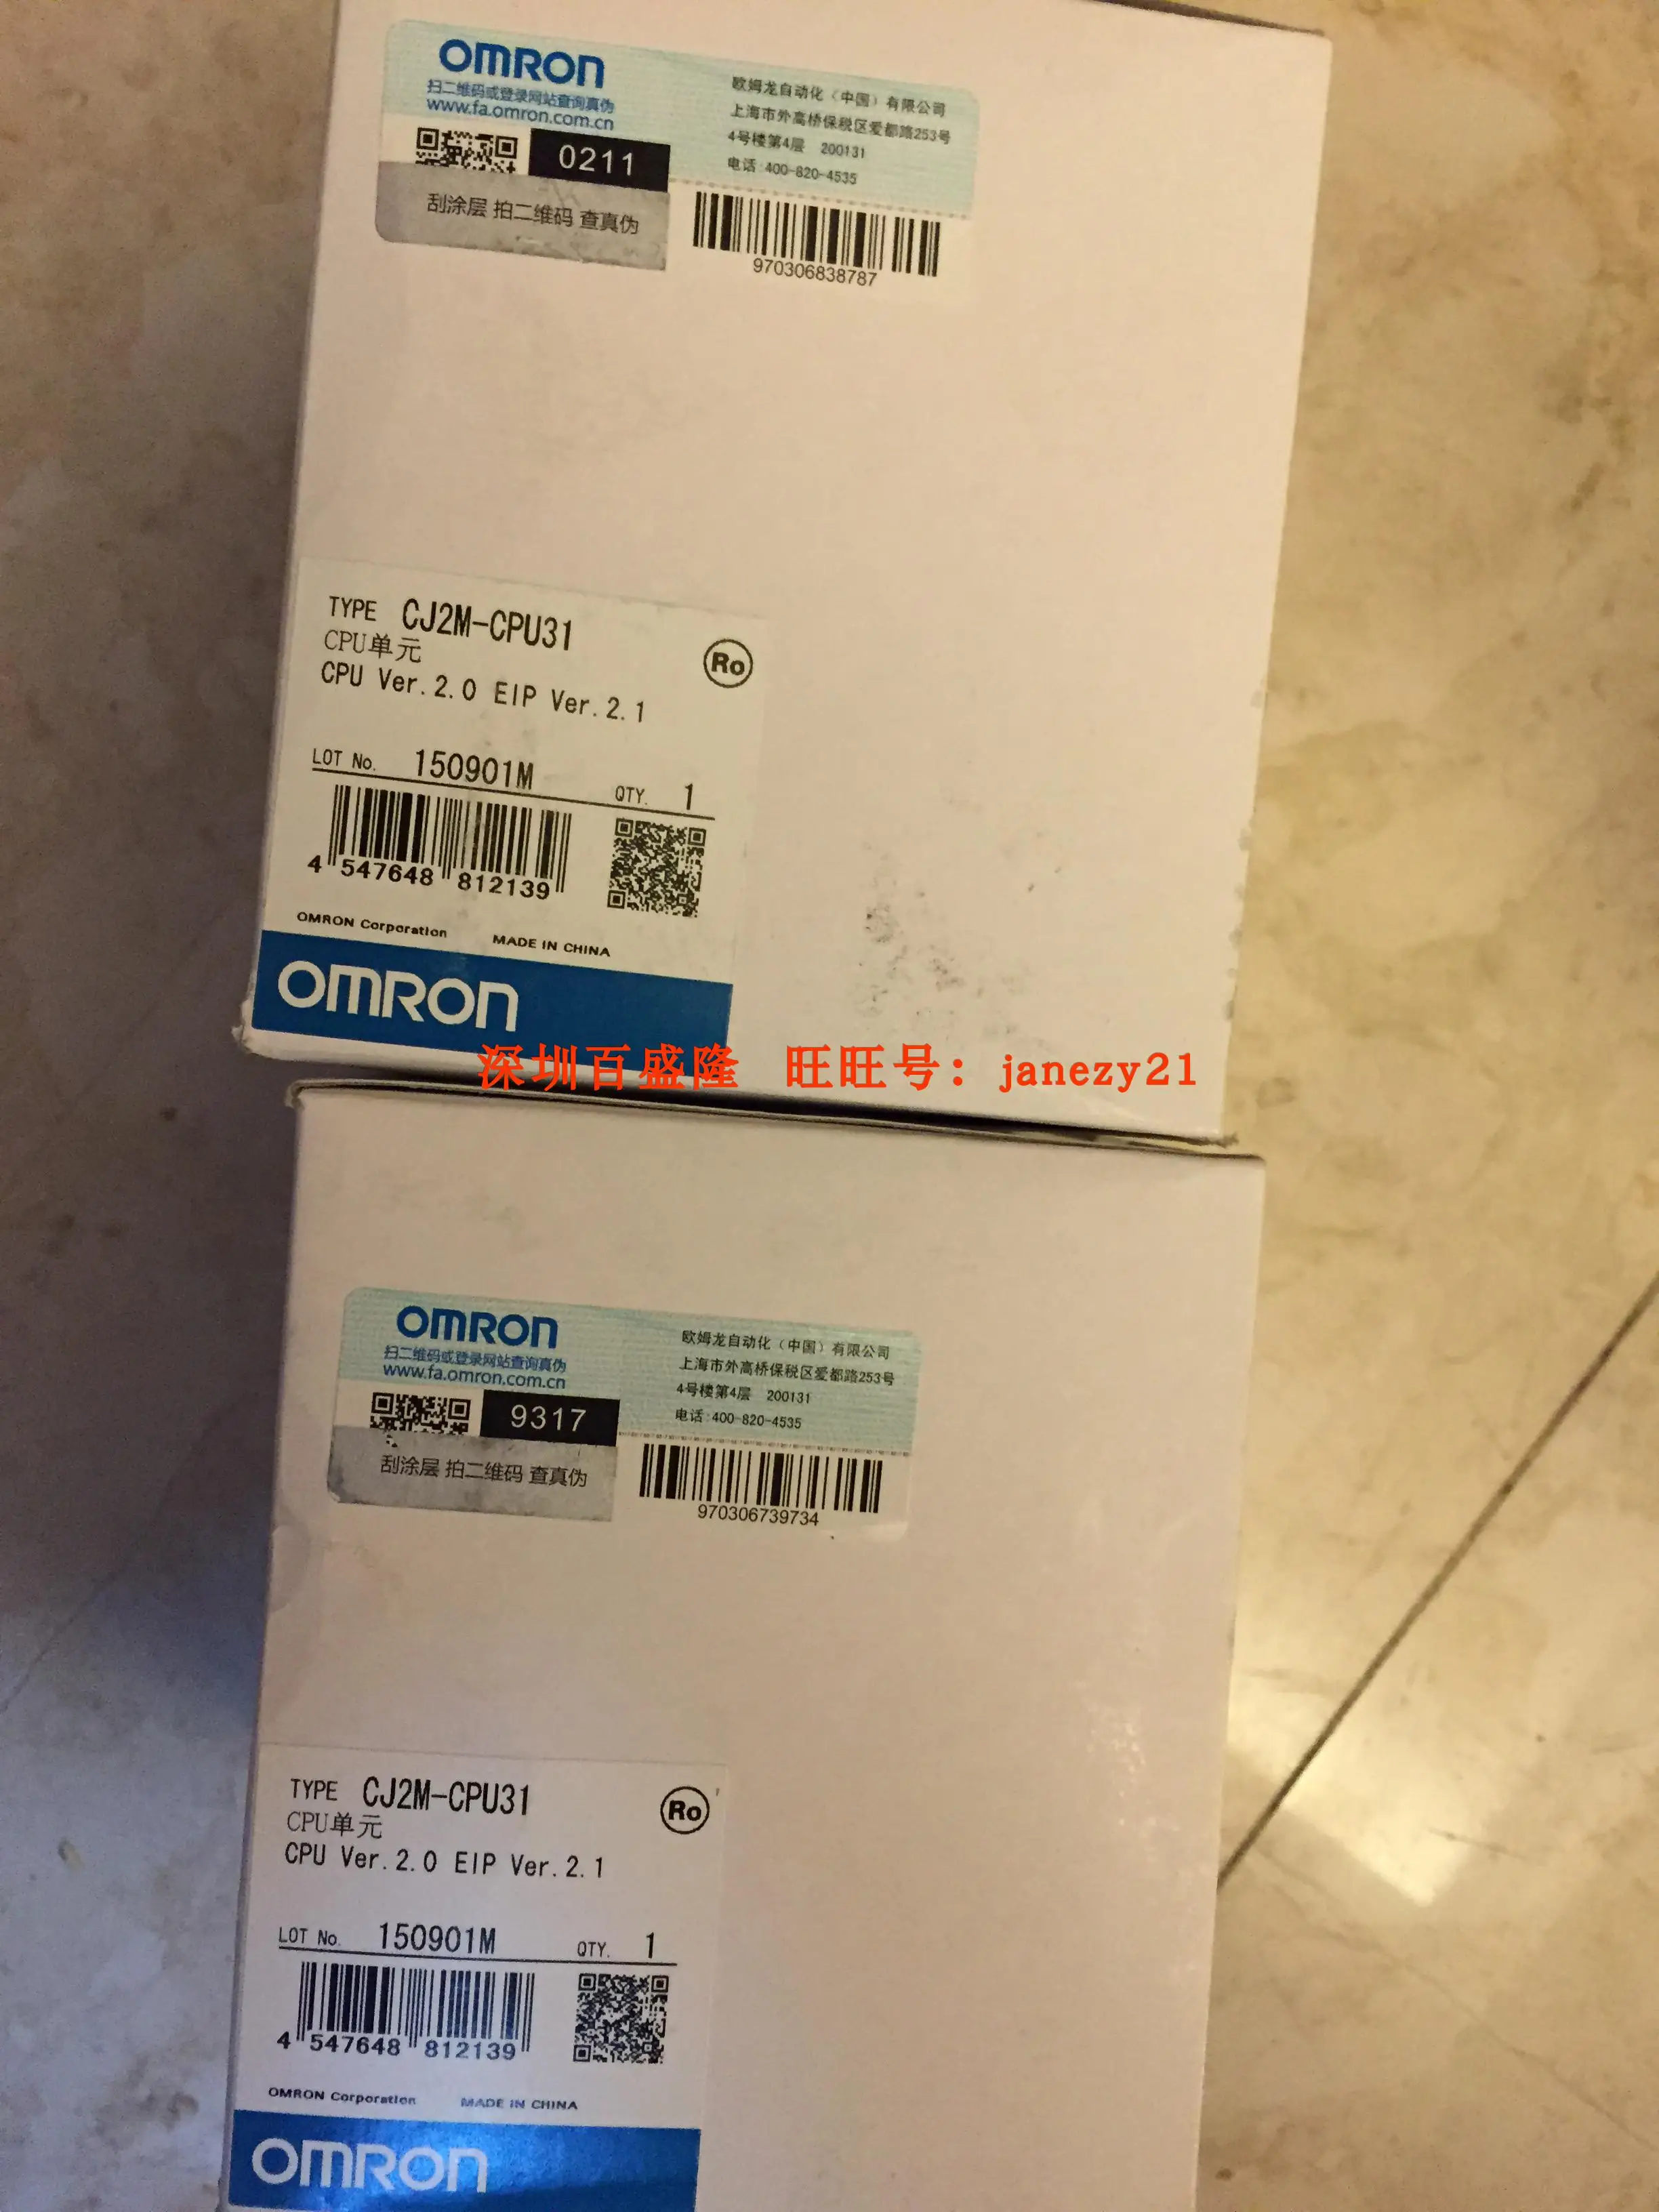 OMRON
扫二维码或登录网站查询真伪
www.fa.omron.com.cn
0211
刮涂层 拍二维码 查真伪
欧姆龙自动化（中国）有限公司
上海市外高桥保税区爱都路253号
4号楼第4层 200131
电话:400-820-4535
970306838787
TYPE CJ2M-CPU31
CPU单元
CPU Ver.2.0 EIP Ver.2.1
Ro
LOT No. 150901M QTY. 1
4 547648 812139
OMRON Corporation MADE IN CHINA
OMRON
深圳百盛隆 旺旺号：janezy21
OMRON
扫二维码或登录网站查询真伪
www.fa.omron.com.cn
9317
刮涂层 拍二维码 查真伪
欧姆龙自动化（中国）有限公司
上海市外高桥保税区爱都路253号
4号楼第4层 200131
电话:400-820-4535
970306739734
TYPE CJ2M-CPU31
CPU单元
CPU Ver.2.0 EIP Ver.2.1
Ro
LOT No. 150901M QTY. 1
4 547648 812139
OMRON Corporation MADE IN CHINA
OMRON